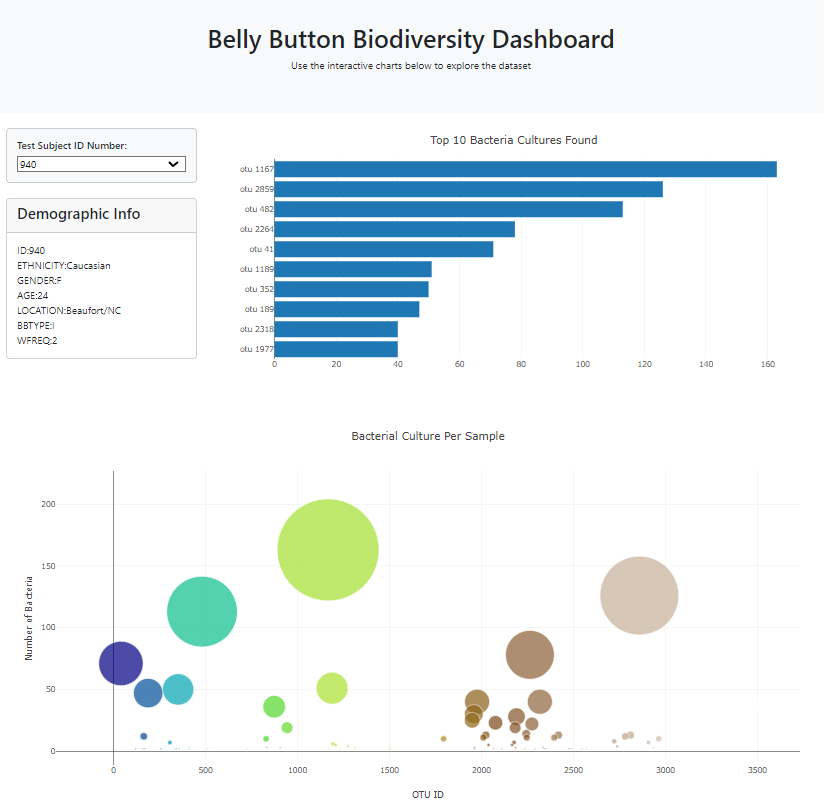 Belly Button Biodiversity Dashboard
Use the interactive charts below to explore the dataset
Test Subject ID Number:
940
Demographic Info
ID:940
ETHNICITY:Caucasian
GENDER:F
AGE:24
LOCATION:Beaufort/NC
BBTYPE:I
WFREQ:2
Top 10 Bacteria Cultures Found
otu 1167
otu 2859
otu 482
otu 2264
otu 41
otu 1189
otu 352
otu 189
otu 2318
otu 1977
0 20 40 60 80 100 120 140 160
Bacterial Culture Per Sample
Number of Bacteria
200
150
100
50
0
0 500 1000 1500 2000 2500 3000 3500
OTU ID